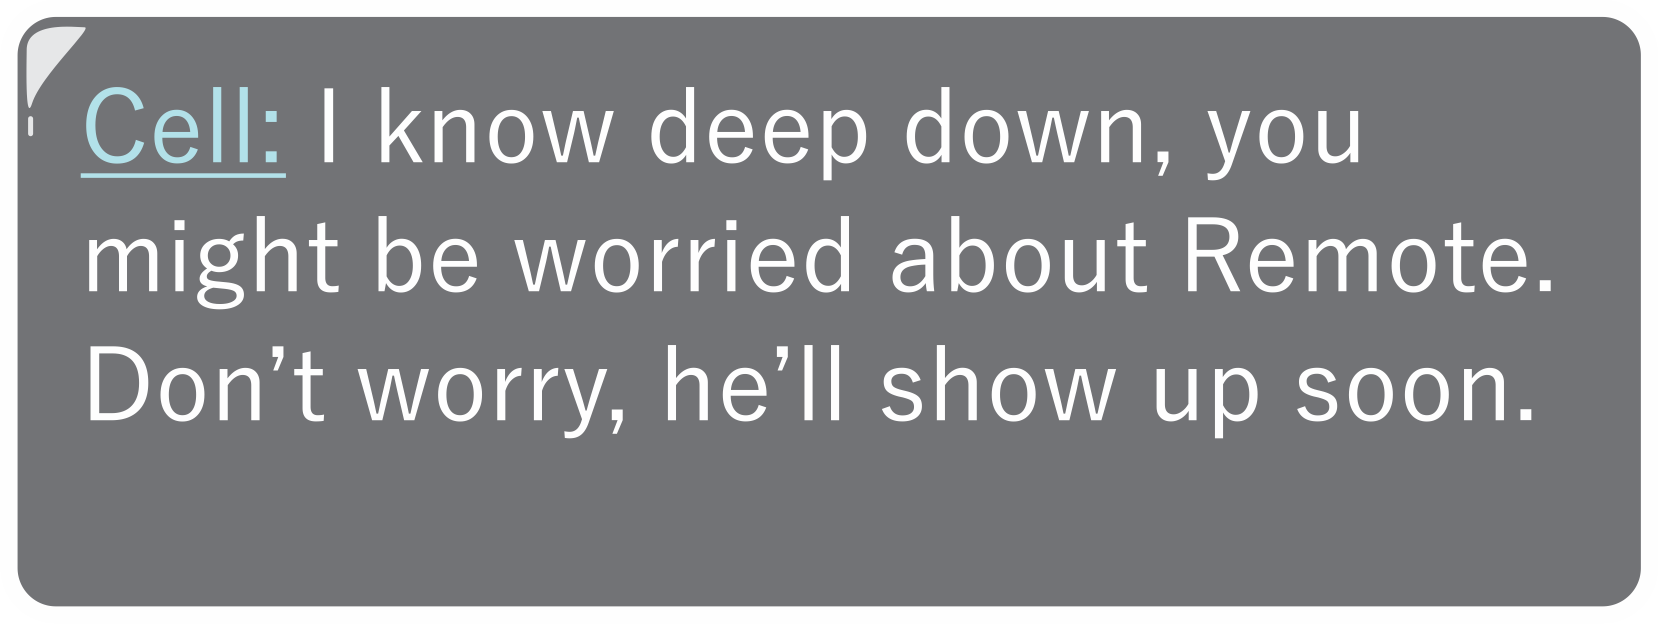 Cell: I know deep down, you
might be worried about Remote.
Don’t worry, he’ll show up soon.